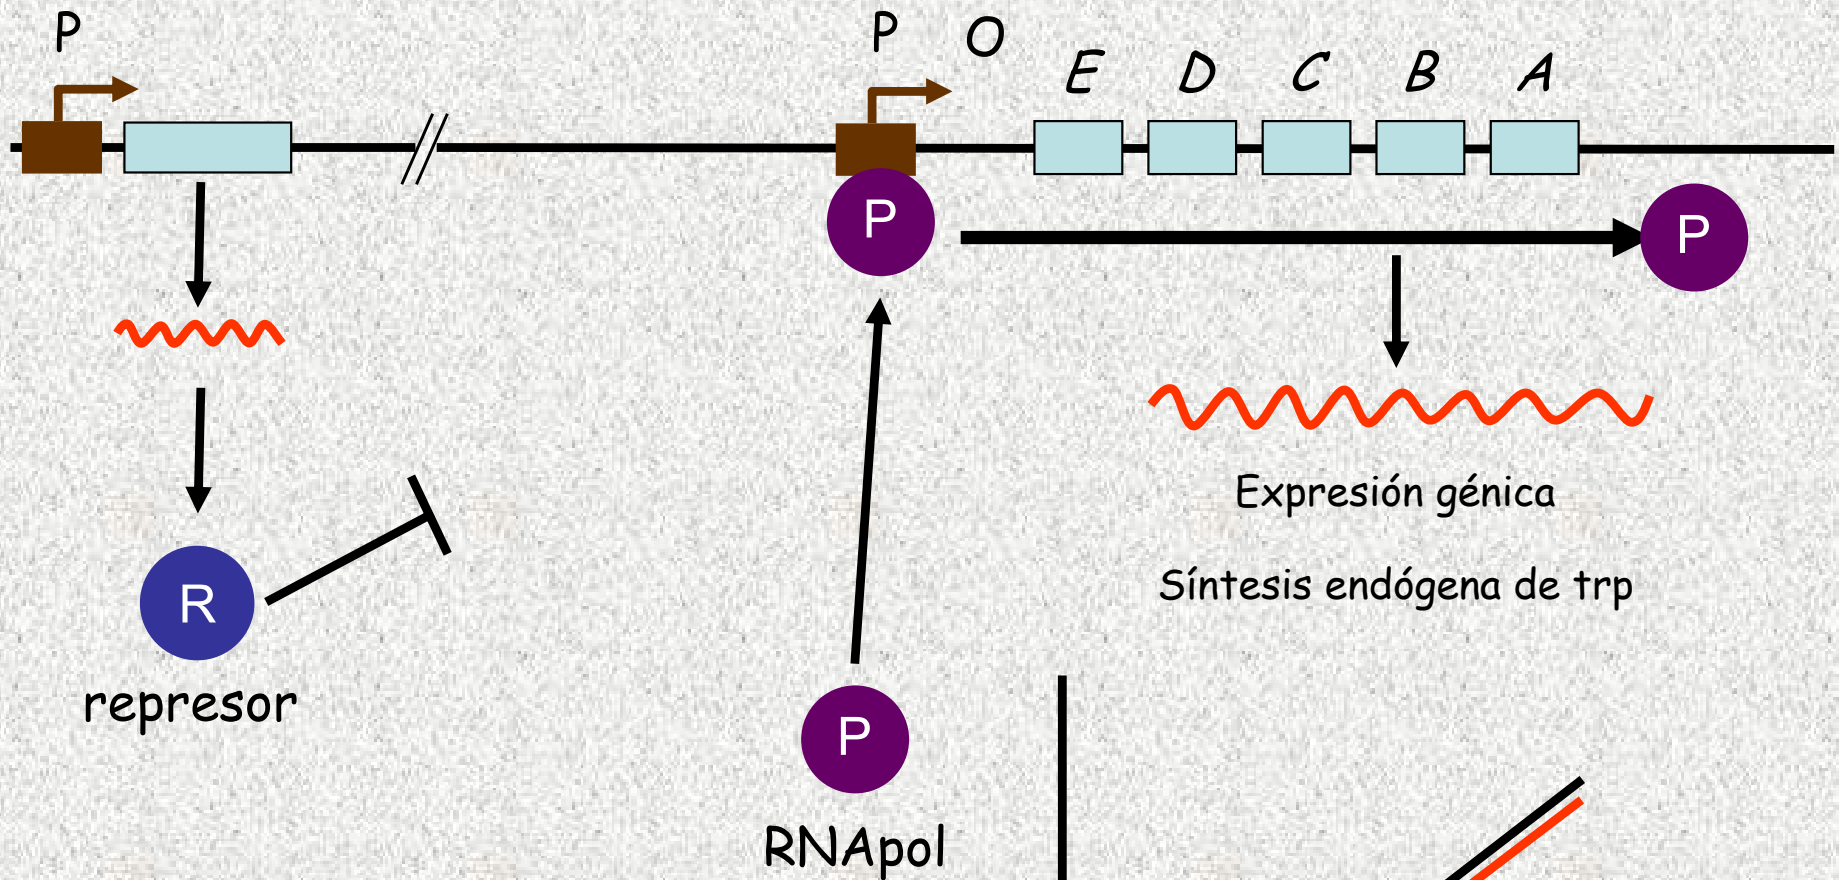 P
P
O
E
D
C
B
A
P
P
Expresión génica
Síntesis endógena de trp
R
represor
P
RNApol